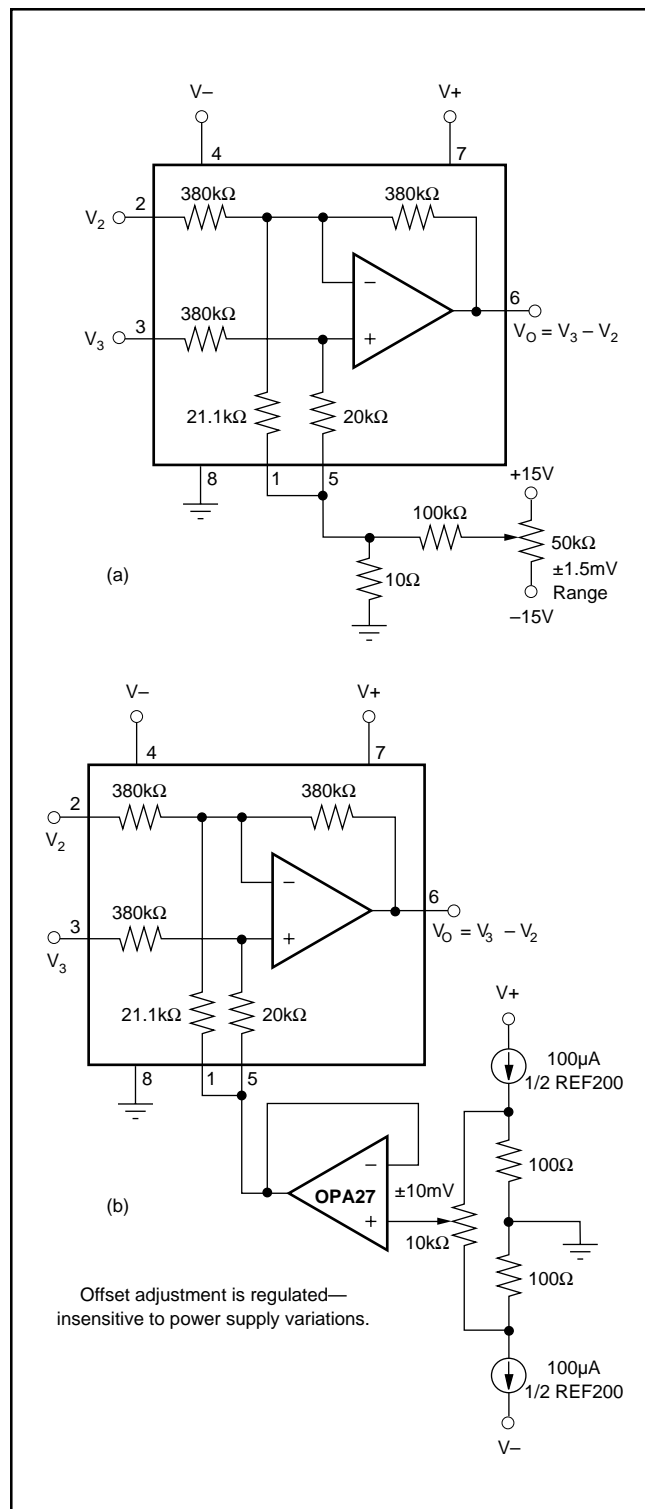 V– V+
4 7
380kΩ 380kΩ
2
V2
3 380kΩ
V3
–
+
6
VO = V3 – V2
21.1kΩ 20kΩ
8 1 5
+15V
100kΩ
50kΩ
±1.5mV
Range
10Ω
–15V
(a)
V– V+
4 7
380kΩ 380kΩ
2
V2
3 380kΩ
V3
–
+
6
VO = V3 – V2
21.1kΩ 20kΩ
8 1 5
V+
100µA
1/2 REF200
–
OPA27
+
±10mV
10kΩ
100Ω
100Ω
(b)
Offset adjustment is regulated—
insensitive to power supply variations.
100µA
1/2 REF200
V–